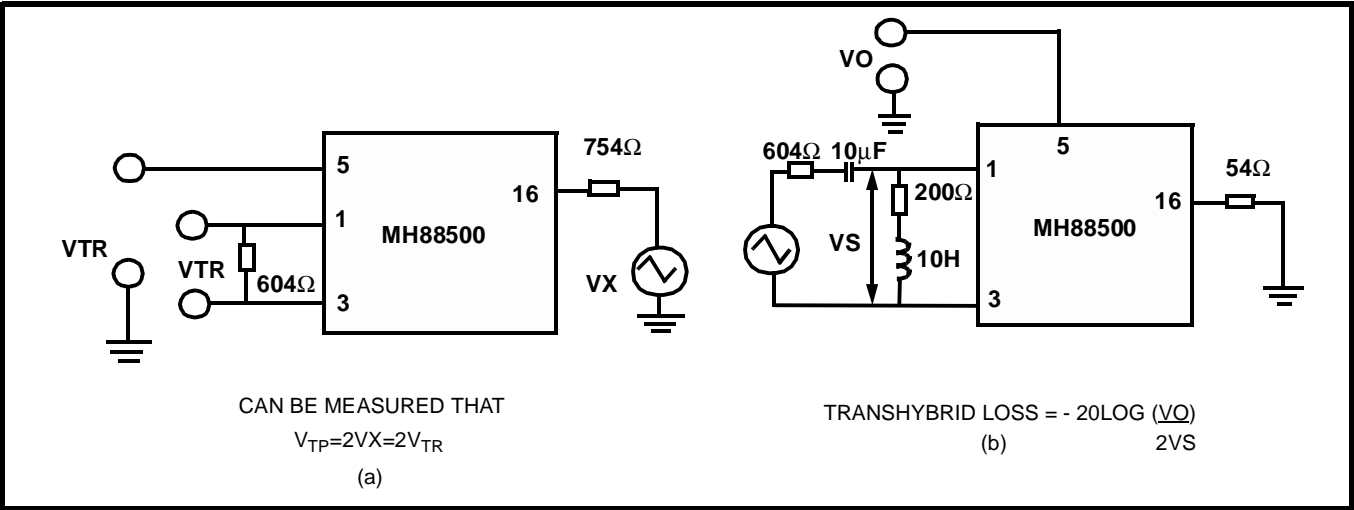 VO
5
1
3
16
MH88500
754Ω
VX
VTR
VTR
604Ω
CAN BE MEASURED THAT
VTP=2VX=2VTR
(a)
604Ω
10μF
VS
200Ω
10H
1
3
5
16
MH88500
54Ω
TRANSHYBRID LOSS = - 20LOG (VO)
2VS
(b)